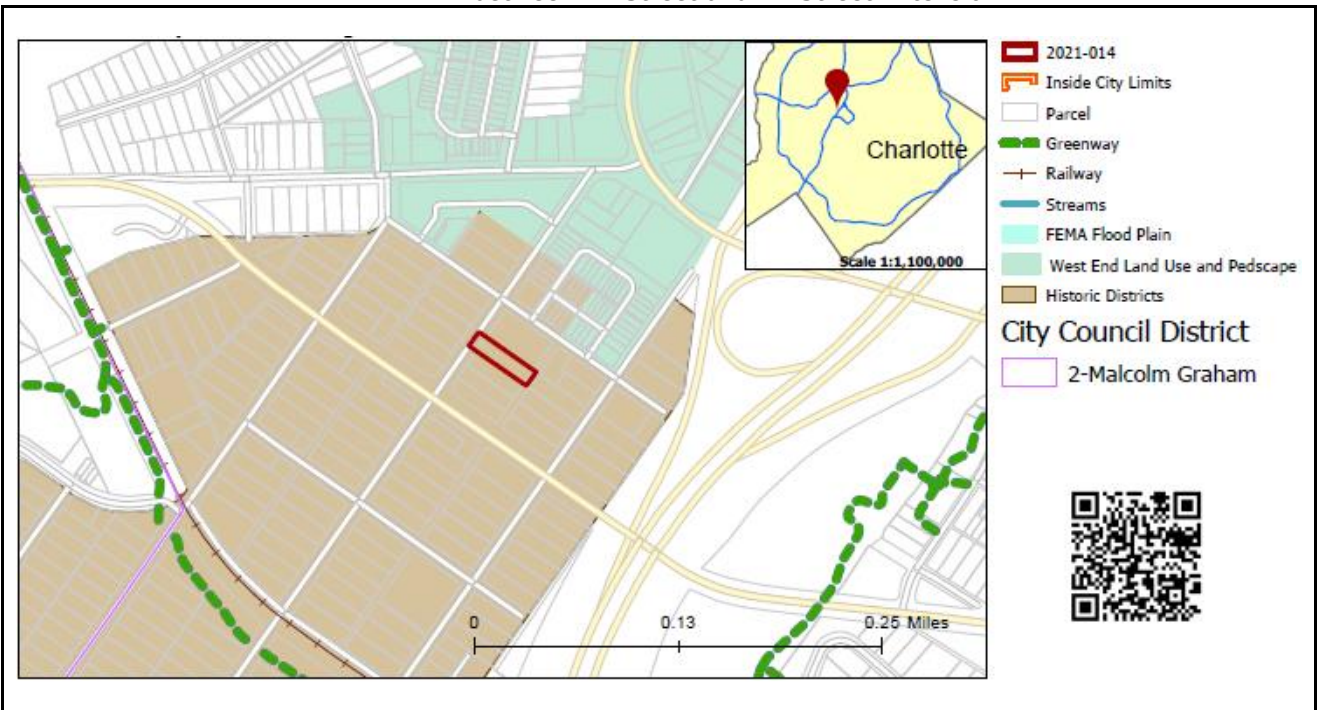 Charlotte
Scale 1:1,100,000
0 0.13 0.25 Miles
2021-014
Inside City Limits
Parcel
Greenway
Railway
Streams
FEMA Flood Plain
West End Land Use and Pedscape
Historic Districts
City Council District
2-Malcolm Graham